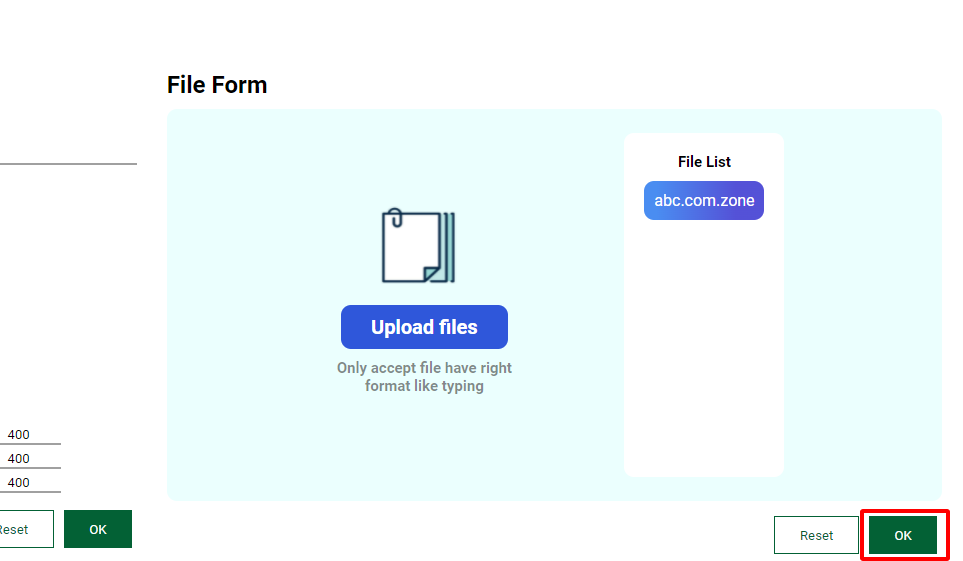 File Form
File List
abc.com.zone
Upload files
Only accept file have right
format like typing
400
400
400
Reset
OK
Reset
OK